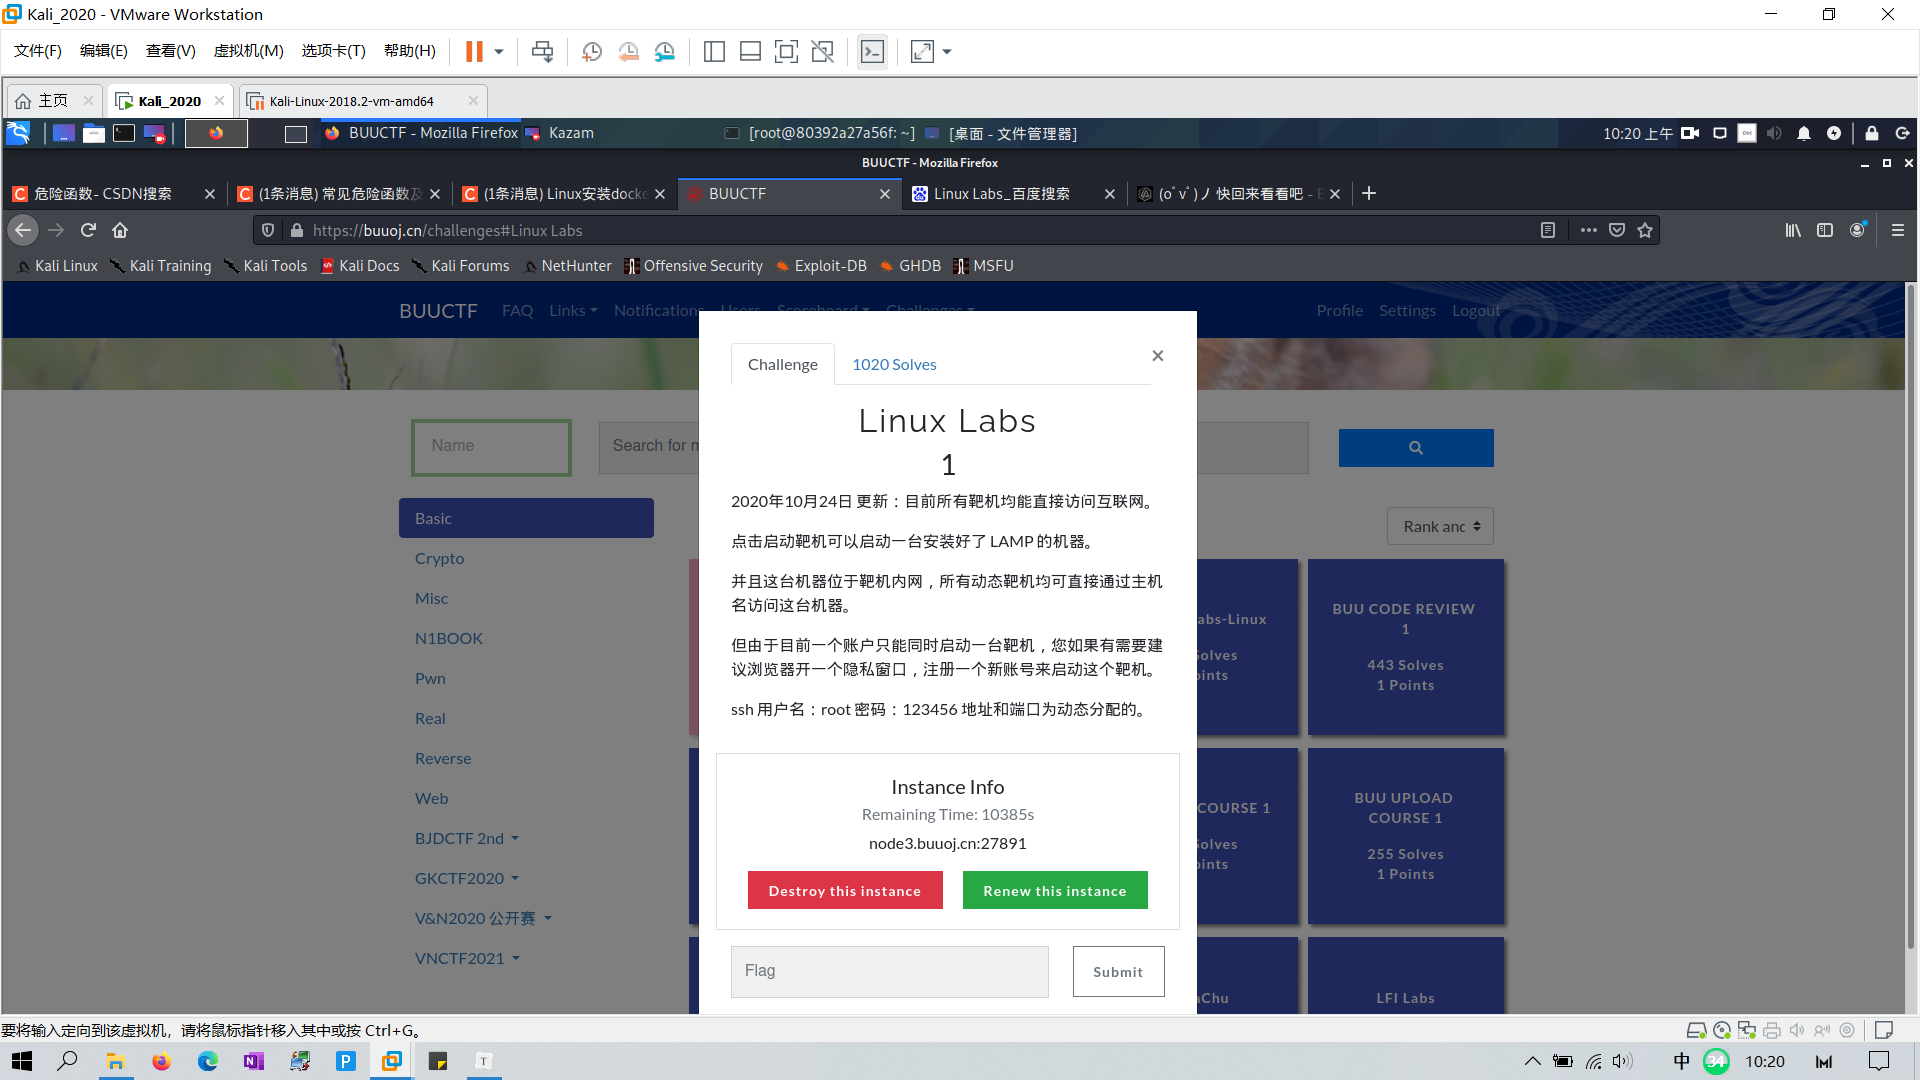 Kali_2020 - VMware Workstation
文件(F) 编辑(E) 查看(V) 虚拟机(M) 选项卡(T) 帮助(H)
主页 Kali_2020 Kali-Linux-2018.2-vm-amd64
BUUCTF - Mozilla Firefox Kazam [root@80392a27a56f: ~] [桌面 - 文件管理器] 10:20 上午
BUUCTF - Mozilla Firefox
危险函数- CSDN搜索 (1条消息) 常见危险函数及 (1条消息) Linux安装docke BUUCTF Linux Labs_百度搜索 (oﾟvﾟ)ノ 快回来看看吧 - B
https://buuoj.cn/challenges#Linux Labs
Kali Linux Kali Training Kali Tools Kali Docs Kali Forums NetHunter Offensive Security Exploit-DB GHDB MSFU
BUUCTF FAQ Links Notifications Users Scoreboard Challenges Profile Settings Logout
Challenge 1020 Solves ×
Linux Labs
1
Name Search for m
2020年10月24日 更新：目前所有靶机均能直接访问互联网。
点击启动靶机可以启动一台安装好了 LAMP 的机器。
并且这台机器位于靶机内网，所有动态靶机均可直接通过主机
名访问这台机器。
但由于目前一个账户只能同时启动一台靶机，您如果有需要建
议浏览器开一个隐私窗口，注册一个新账号来启动这个靶机。
ssh 用户名：root 密码：123456 地址和端口为动态分配的。
Instance Info
Remaining Time: 10385s
node3.buuoj.cn:27891
Destroy this instance Renew this instance
Flag Submit
Basic
Crypto
Misc
N1BOOK
Pwn
Real
Reverse
Web
BJDCTF 2nd
GKCTF2020
V&N2020 公开赛
VNCTF2021
Rank anc
abs-Linux
olves
oints
BUU CODE REVIEW
1
443 Solves
1 Points
COURSE 1
olves
oints
BUU UPLOAD
COURSE 1
255 Solves
1 Points
aChu
LFI Labs
要将输入定向到该虚拟机，请将鼠标指针移入其中或按 Ctrl+G。
中 34 10:20